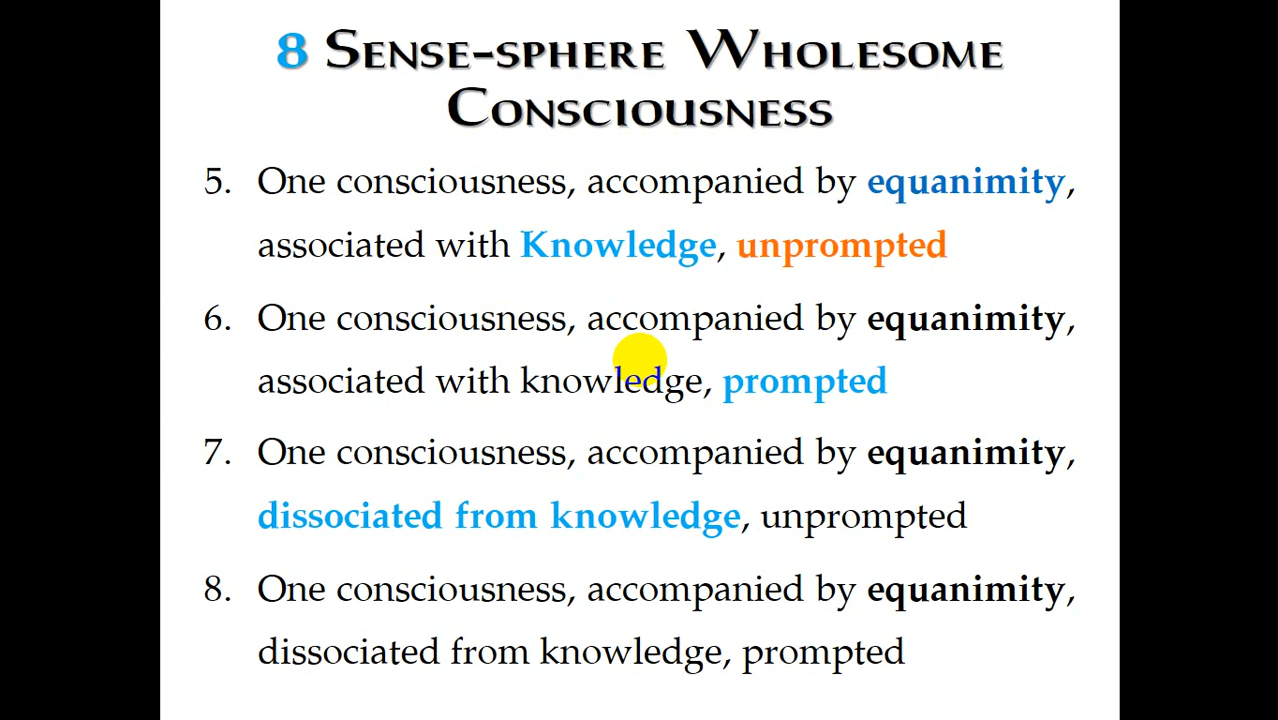 8 Sense-sphere Wholesome
Consciousness
5. One consciousness, accompanied by equanimity,
associated with Knowledge, unprompted
6. One consciousness, accompanied by equanimity,
associated with knowledge, prompted
7. One consciousness, accompanied by equanimity,
dissociated from knowledge, unprompted
8. One consciousness, accompanied by equanimity,
dissociated from knowledge, prompted